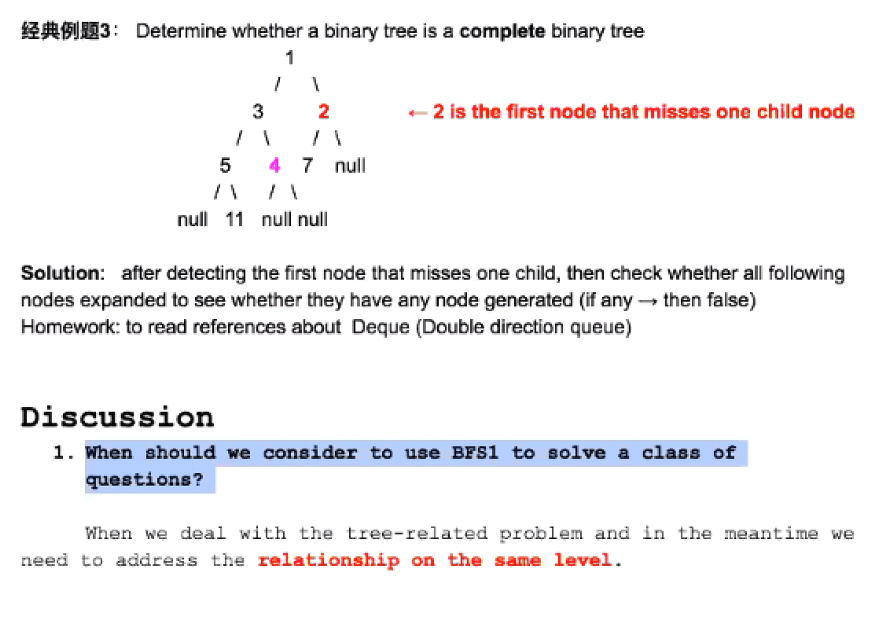 经典例题3： Determine whether a binary tree is a complete binary tree
1
/ \
3 2 ← 2 is the first node that misses one child node
/ \ / \
5 4 7 null
/ \ / \
null 11 null null
Solution: after detecting the first node that misses one child, then check whether all following
nodes expanded to see whether they have any node generated (if any → then false)
Homework: to read references about Deque (Double direction queue)
Discussion
1. When should we consider to use BFS1 to solve a class of
questions?
When we deal with the tree-related problem and in the meantime we
need to address the relationship on the same level.